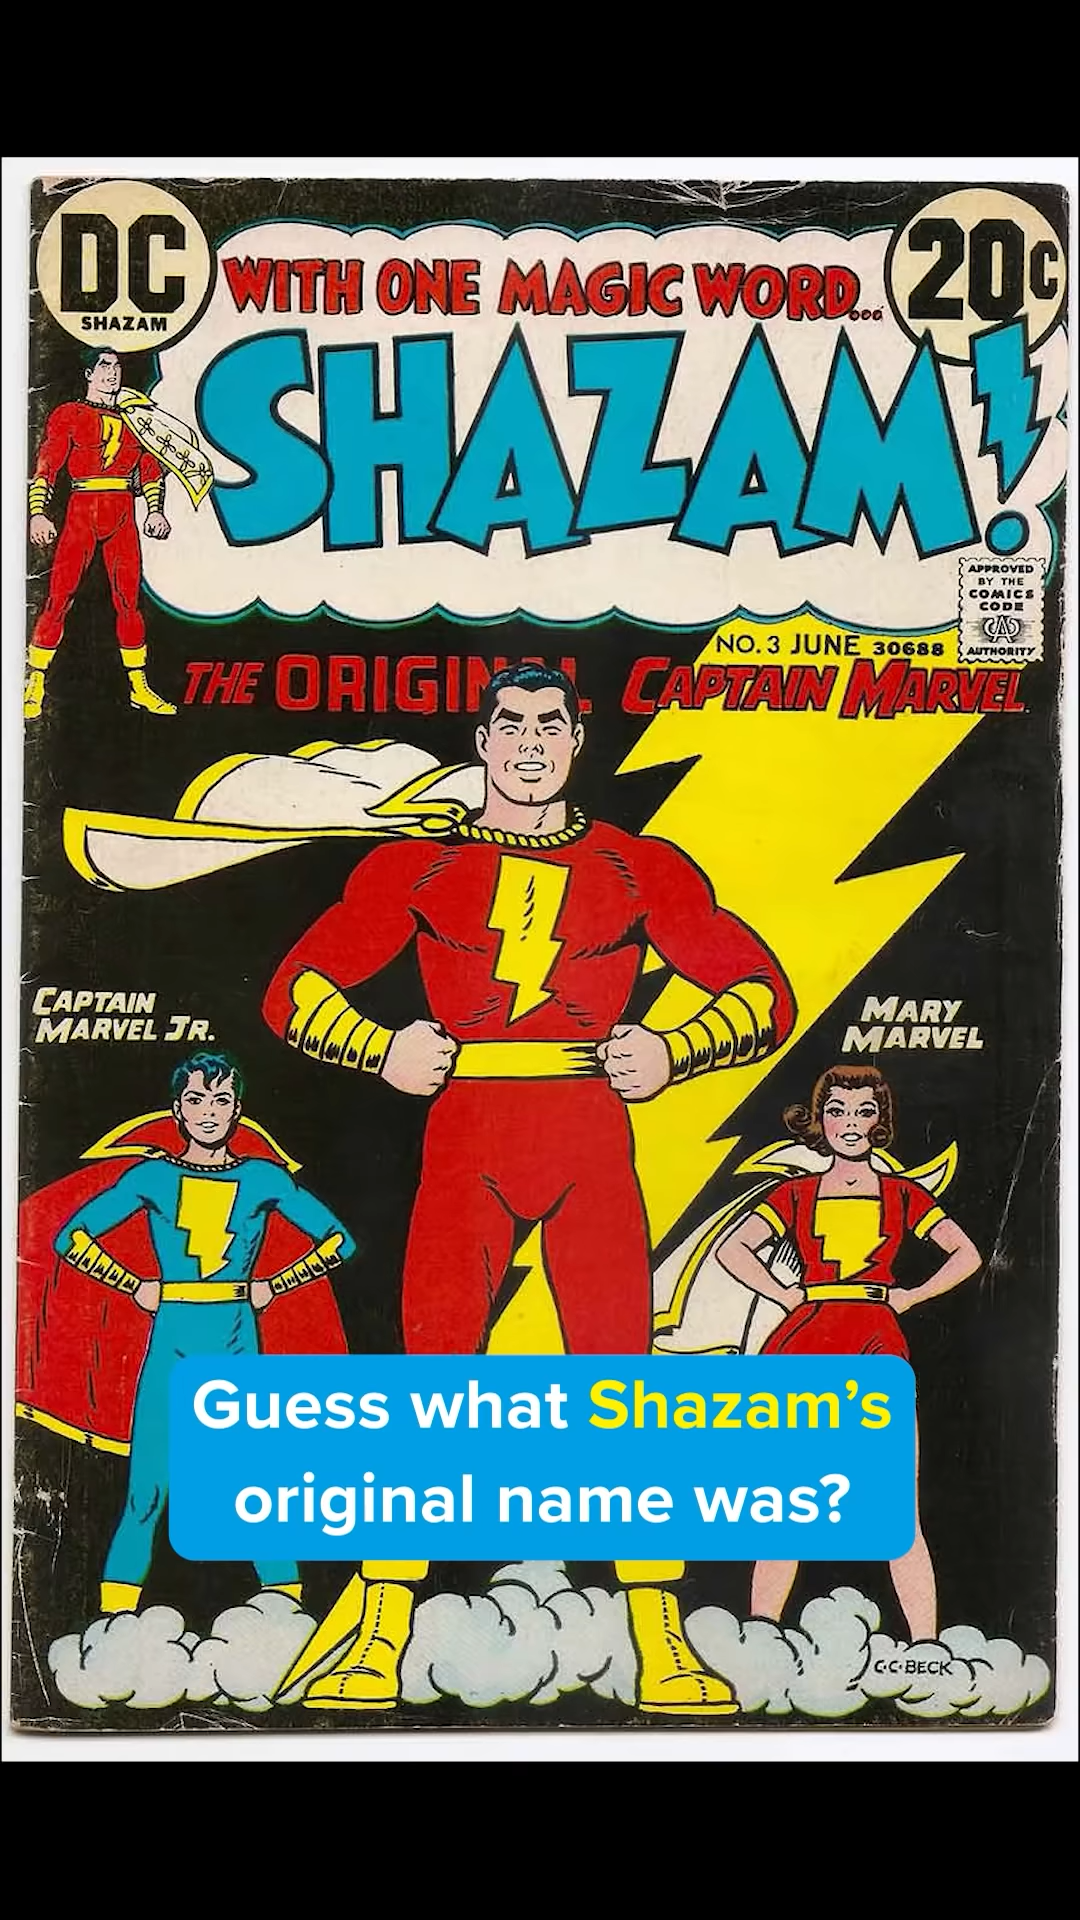 DC
SHAZAM
WITH ONE MAGIC WORD...
20¢
SHAZAM!
APPROVED
BY THE
COMICS
CODE
CA
AUTHORITY
NO. 3 JUNE 30688
THE ORIGINAL CAPTAIN MARVEL
CAPTAIN
MARVEL JR.
MARY
MARVEL
Guess what Shazam’s
original name was?
C.C. BECK